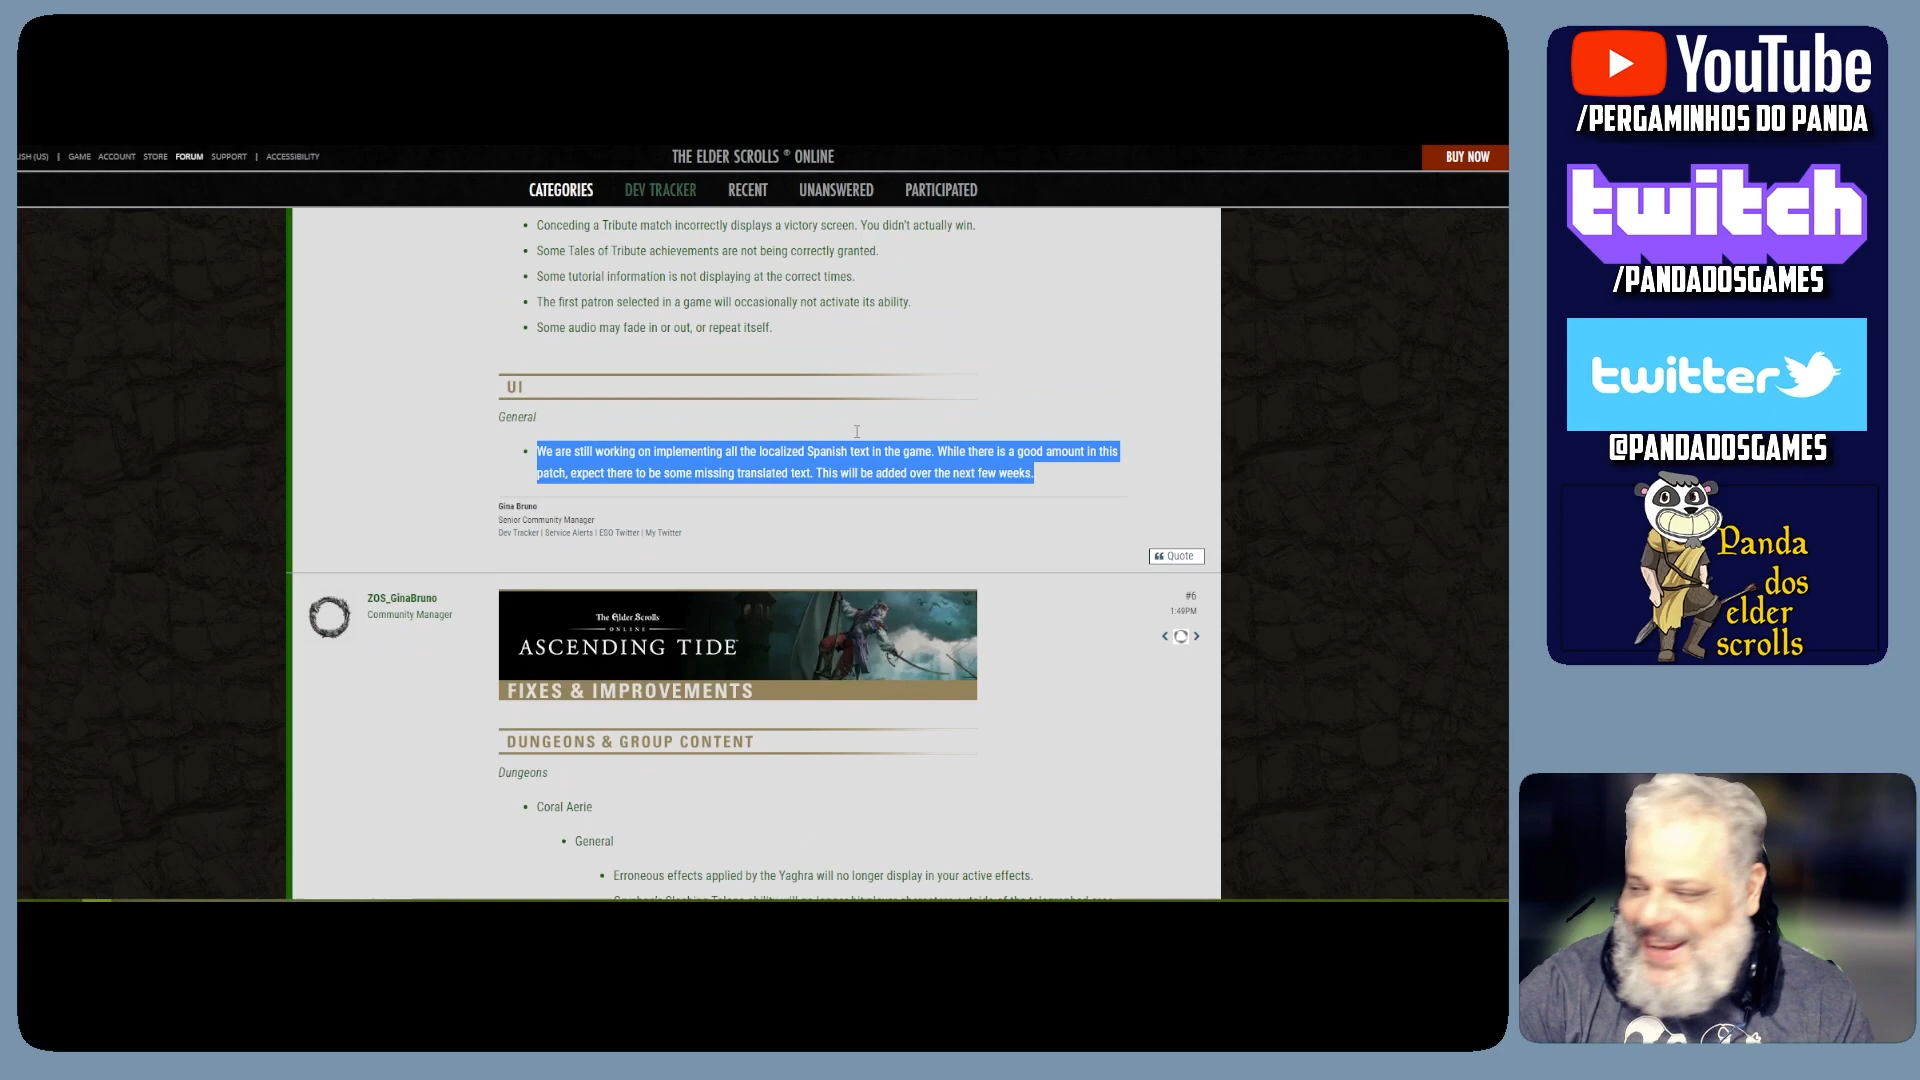 ISH (US) | GAME ACCOUNT STORE FORUM SUPPORT | ACCESSIBILITY
THE ELDER SCROLLS ® ONLINE
BUY NOW
CATEGORIES DEV TRACKER RECENT UNANSWERED PARTICIPATED
• Conceding a Tribute match incorrectly displays a victory screen. You didn't actually win.
• Some Tales of Tribute achievements are not being correctly granted.
• Some tutorial information is not displaying at the correct times.
• The first patron selected in a game will occasionally not activate its ability.
• Some audio may fade in or out, or repeat itself.
UI
General
• We are still working on implementing all the localized Spanish text in the game. While there is a good amount in this
patch, expect there to be some missing translated text. This will be added over the next few weeks.
Gina Bruno
Senior Community Manager
Dev Tracker | Service Alerts | ESO Twitter | My Twitter
Quote
ZOS_GinaBruno
Community Manager
#6
1:49PM
The Elder Scrolls
ONLINE
ASCENDING TIDE
FIXES & IMPROVEMENTS
DUNGEONS & GROUP CONTENT
Dungeons
• Coral Aerie
• General
• Erroneous effects applied by the Yaghra will no longer display in your active effects.
YouTube
/PERGAMINHOS DO PANDA
twitch
/PANDADOSGAMES
twitter
@PANDADOSGAMES
Panda
dos
elder
scrolls